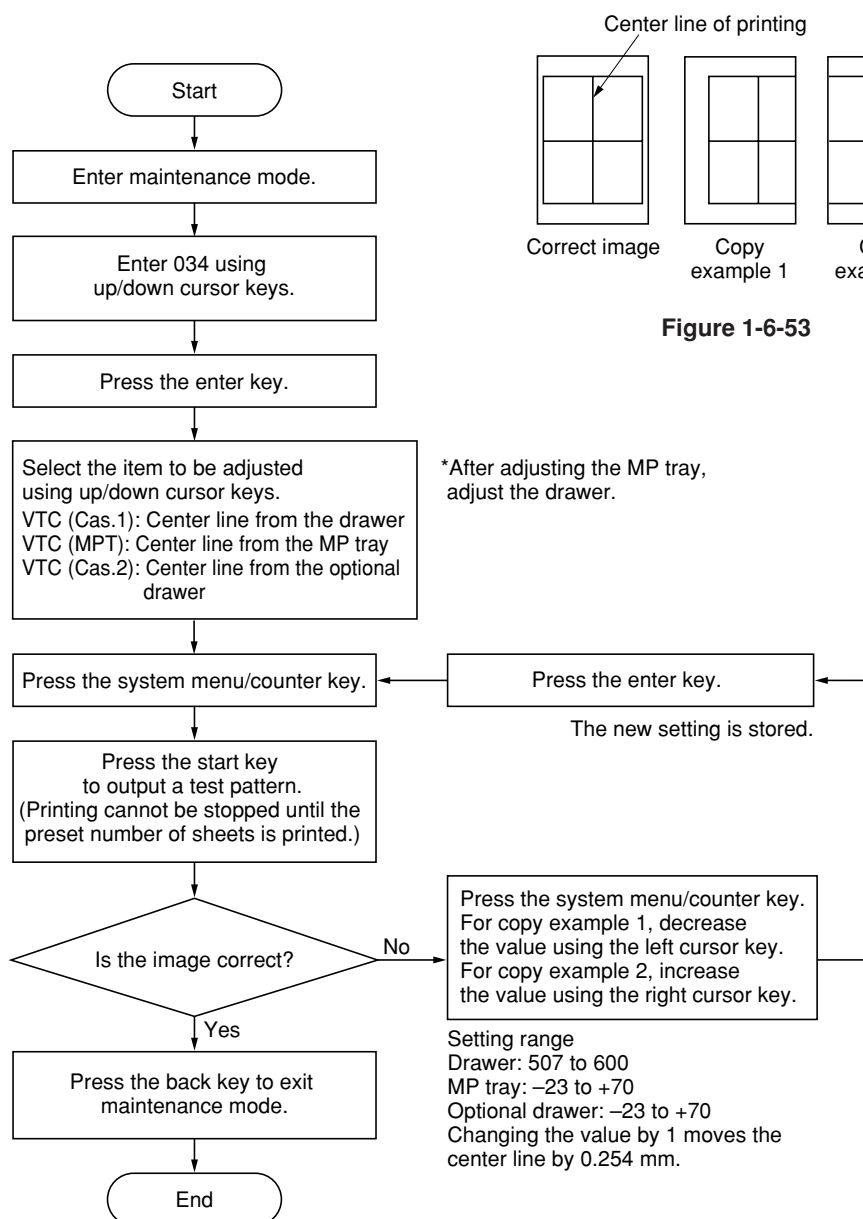 Center line of printing
Correct image
Copy
example 1
Figure 1-6-53
Start
Enter maintenance mode.
Enter 034 using
up/down cursor keys.
Press the enter key.
Select the item to be adjusted
using up/down cursor keys.
VTC (Cas.1): Center line from the drawer
VTC (MPT): Center line from the MP tray
VTC (Cas.2): Center line from the optional
drawer
*After adjusting the MP tray,
adjust the drawer.
Press the system menu/counter key.
Press the enter key.
The new setting is stored.
Press the start key
to output a test pattern.
(Printing cannot be stopped until the
preset number of sheets is printed.)
Is the image correct?
No
Yes
Press the system menu/counter key.
For copy example 1, decrease
the value using the left cursor key.
For copy example 2, increase
the value using the right cursor key.
Setting range
Drawer: 507 to 600
MP tray: –23 to +70
Optional drawer: –23 to +70
Changing the value by 1 moves the
center line by 0.254 mm.
Press the back key to exit
maintenance mode.
End